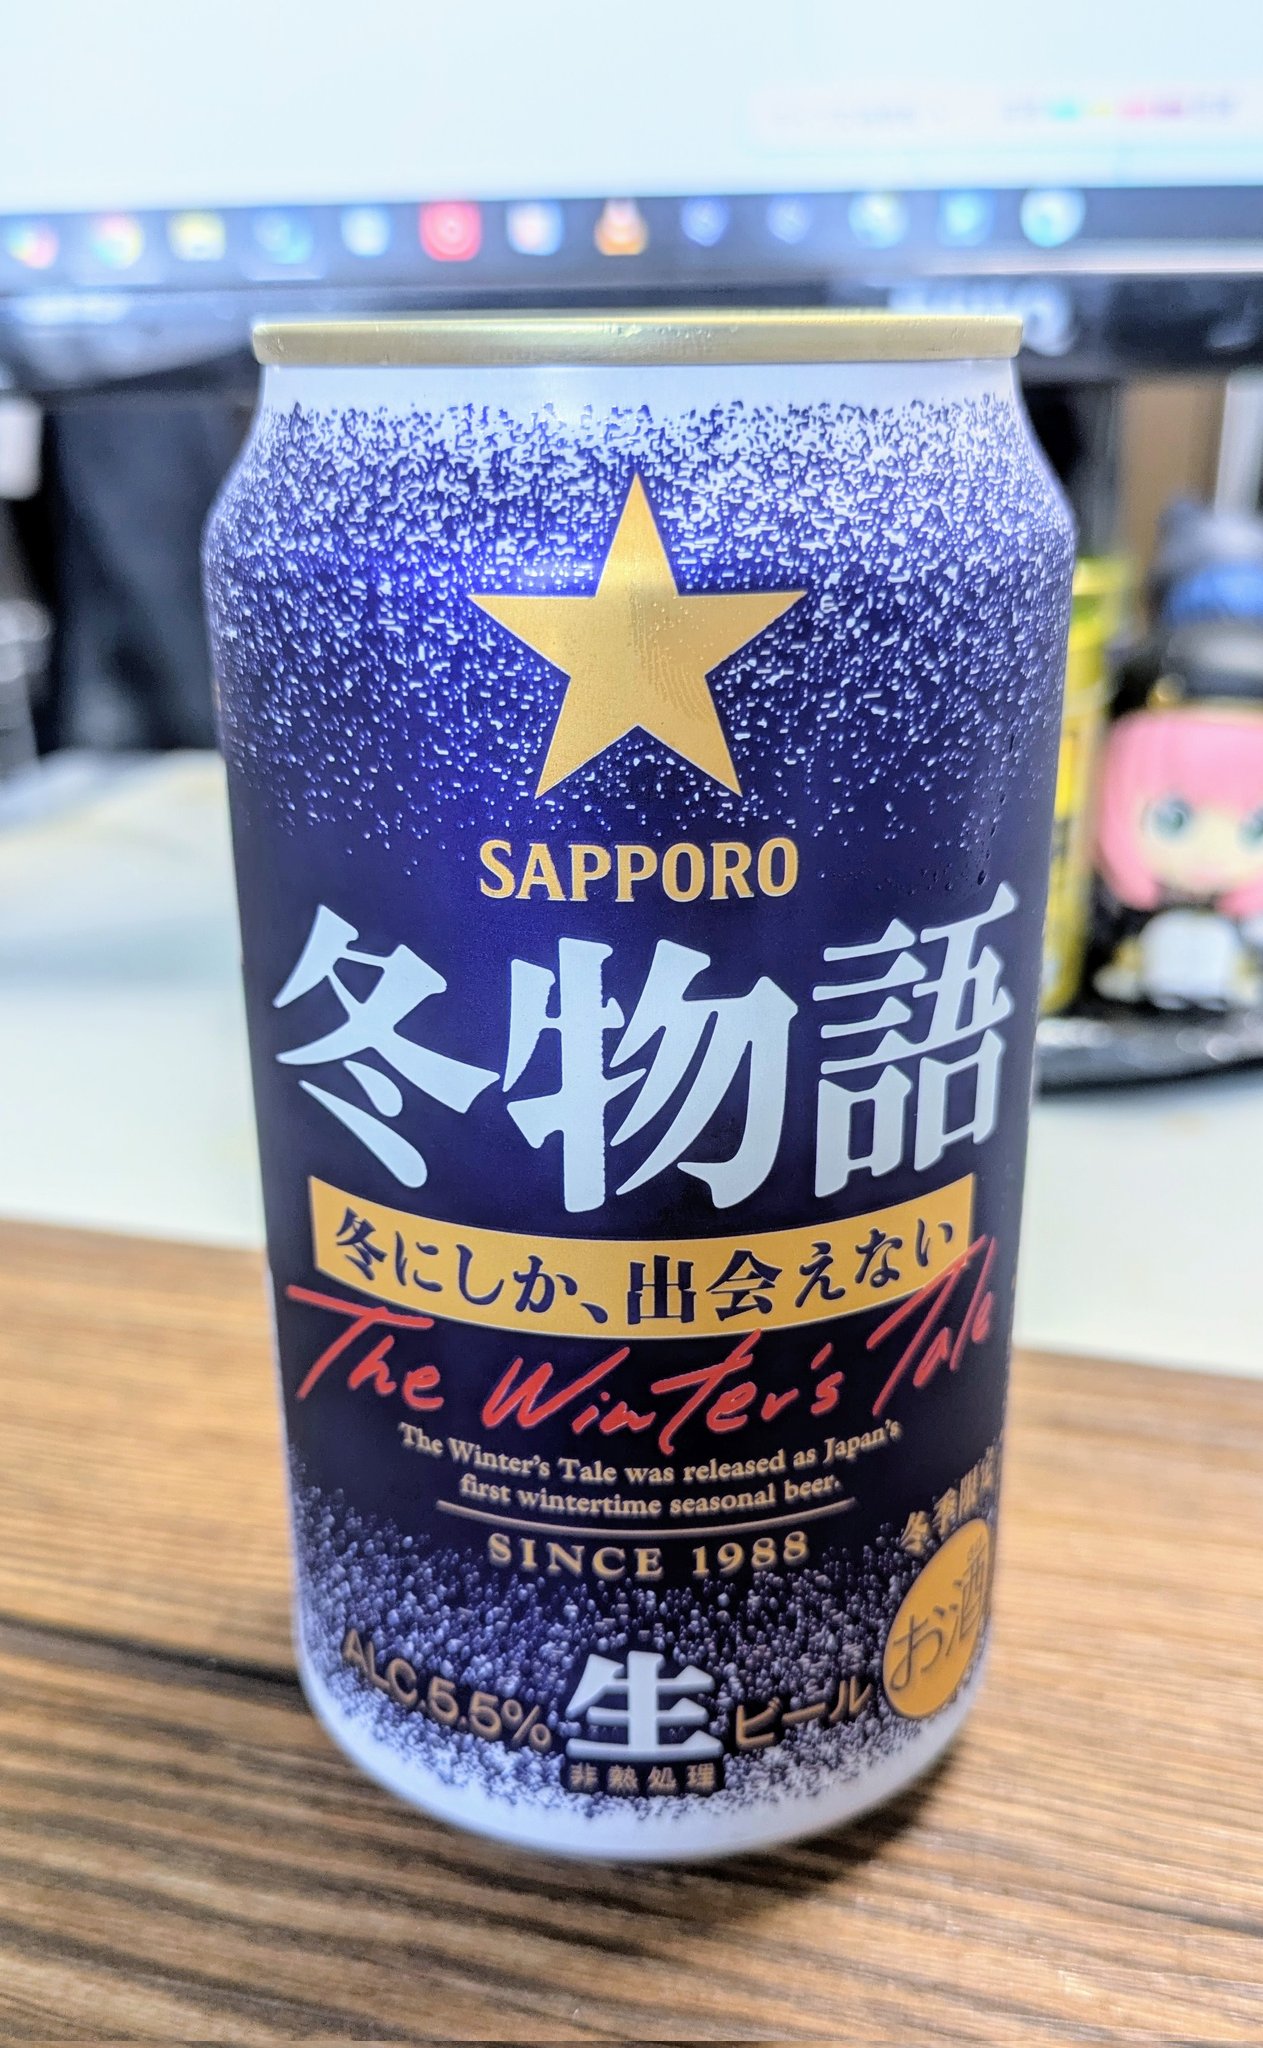 SAPPORO
冬物語
冬にしか、出会えない
The Winter's Tale
The Winter's Tale was released as Japan's
first wintertime seasonal beer.
SINCE 1988
冬季限定
お酒
ALC.5.5% 生 ビール
非熱処理